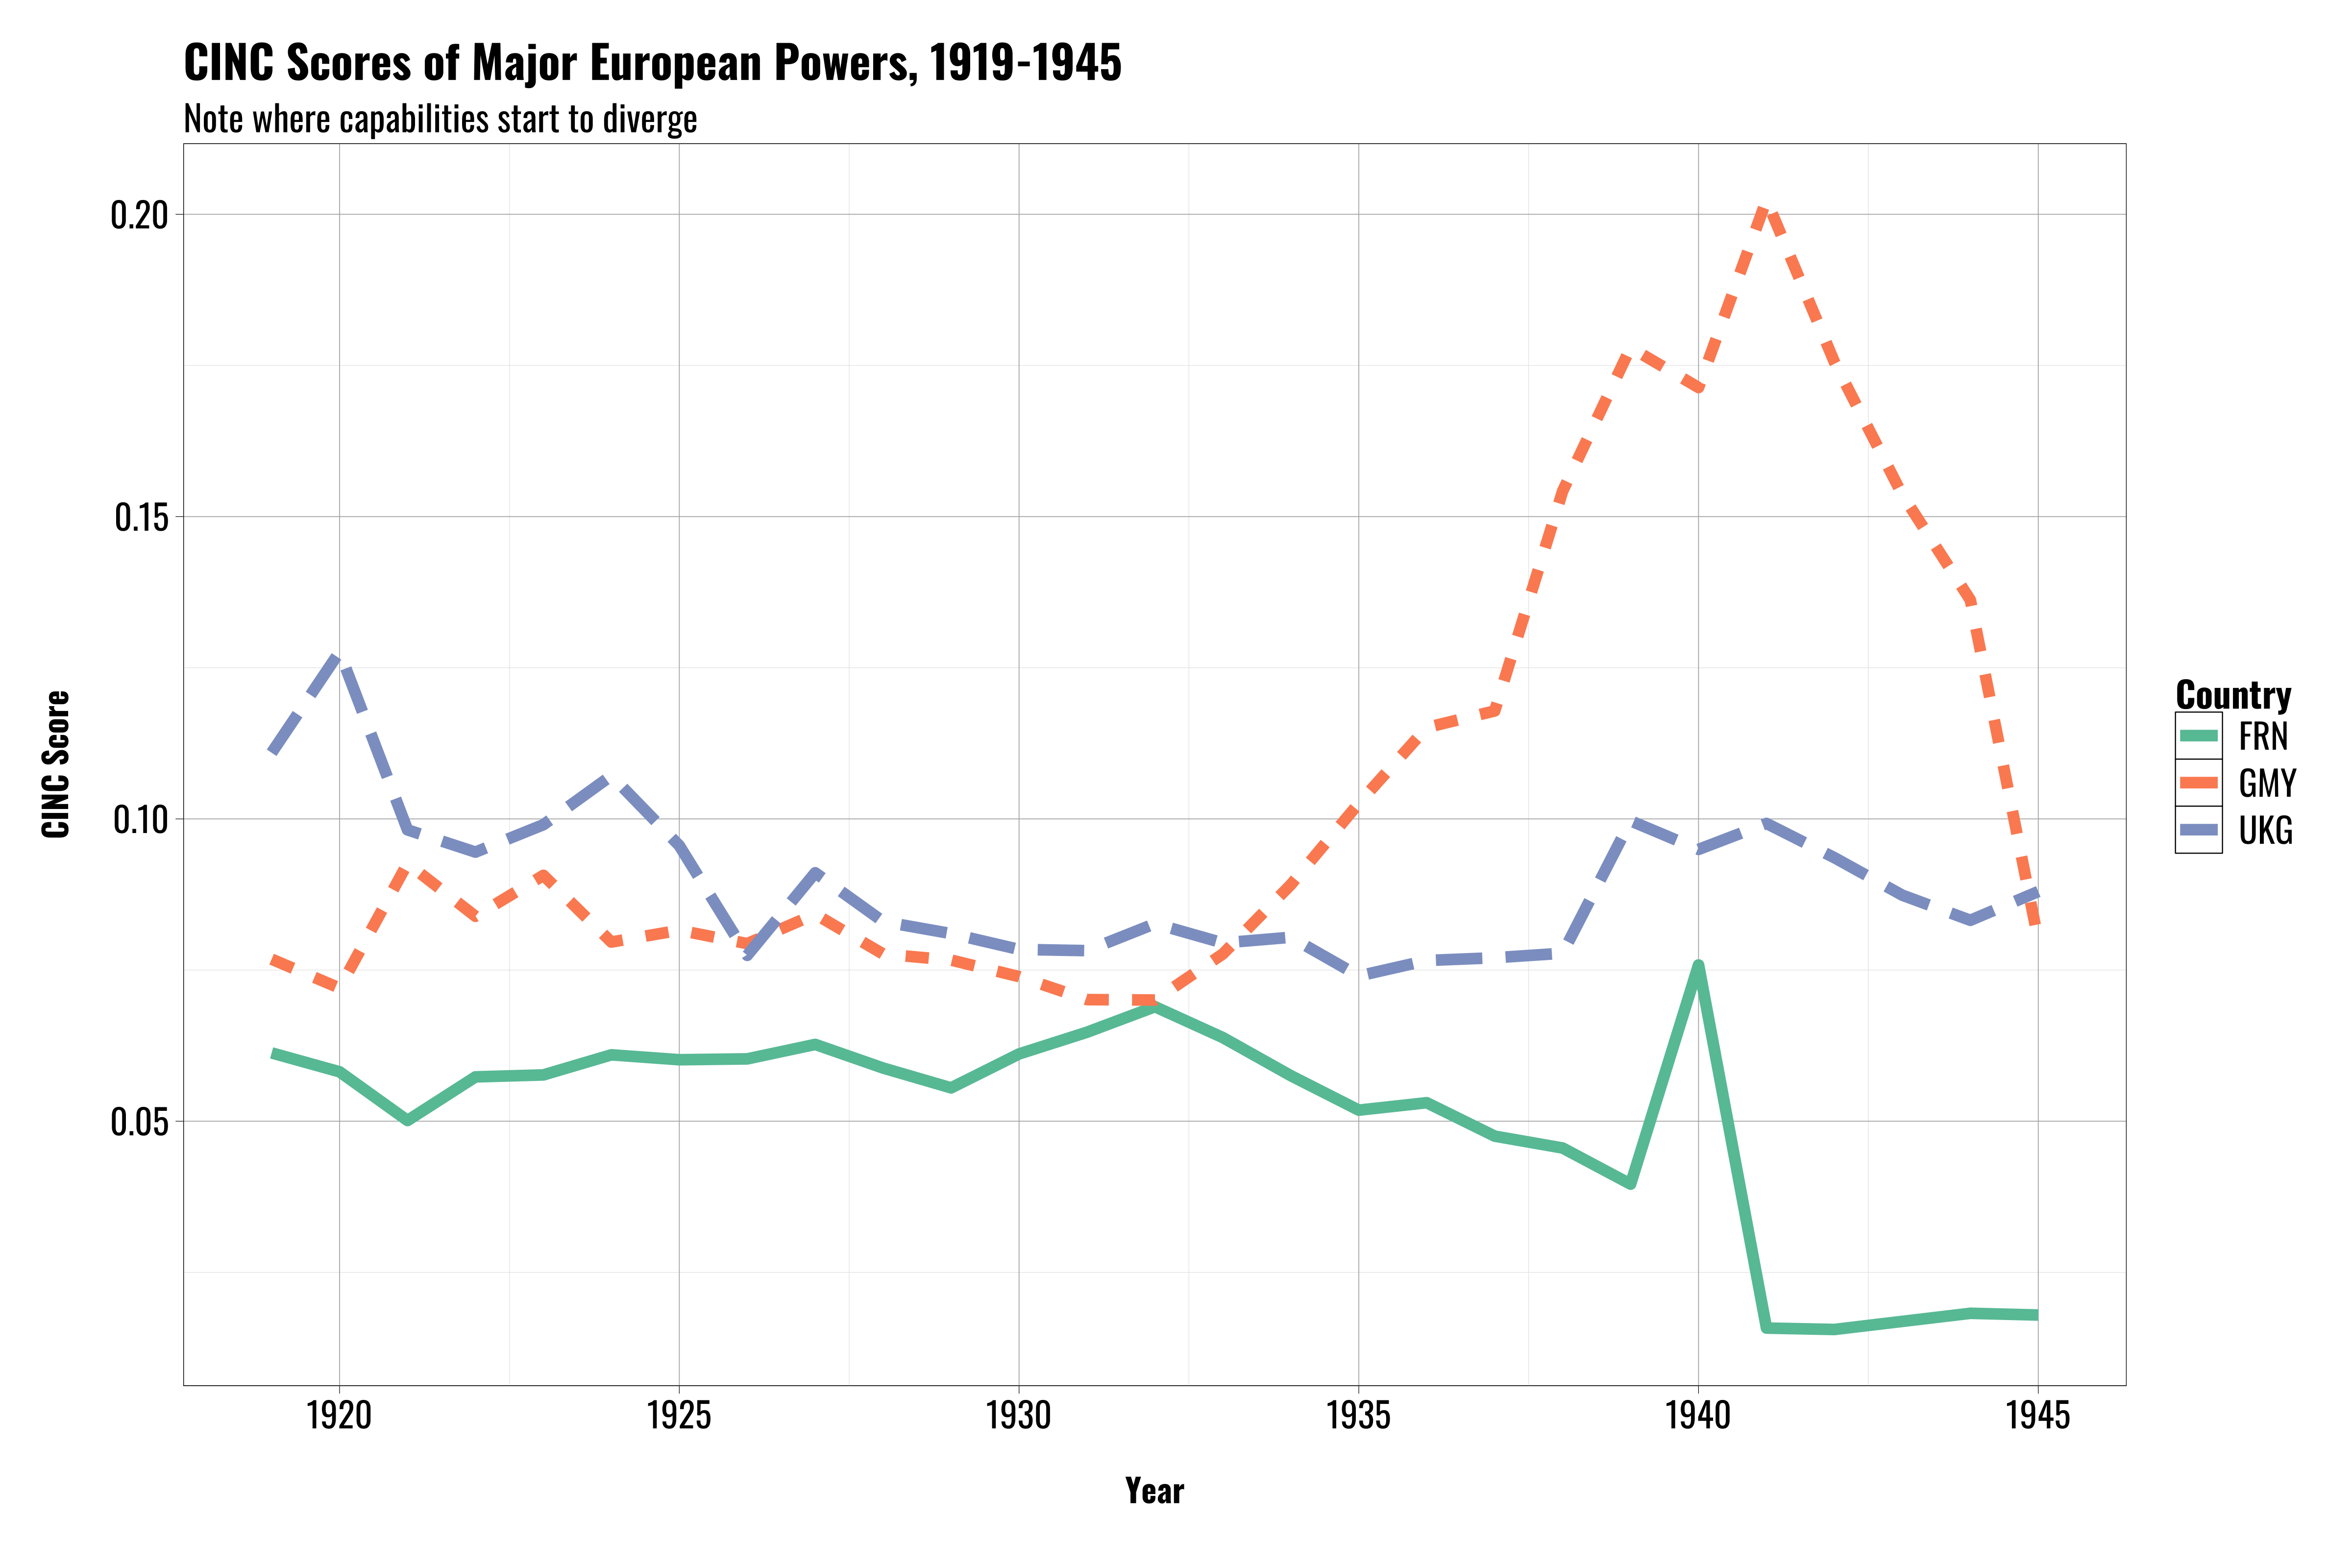 CINC Scores of Major European Powers, 1919-1945
Note where capabilities start to diverge
0.20
0.15
0.10
0.05
CINC Score
1920
1925
1930
1935
1940
1945
Year
Country
FRN
GMY
UKG